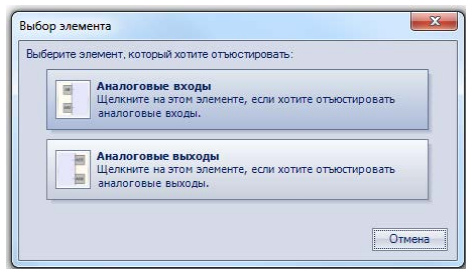 Выбор элемента
Выберите элемент, который хотите отъюстировать:
Аналоговые входы
Щелкните на этом элементе, если хотите отъюстировать
аналоговые входы.
Аналоговые выходы
Щелкните на этом элементе, если хотите отъюстировать
аналоговые выходы.
Отмена